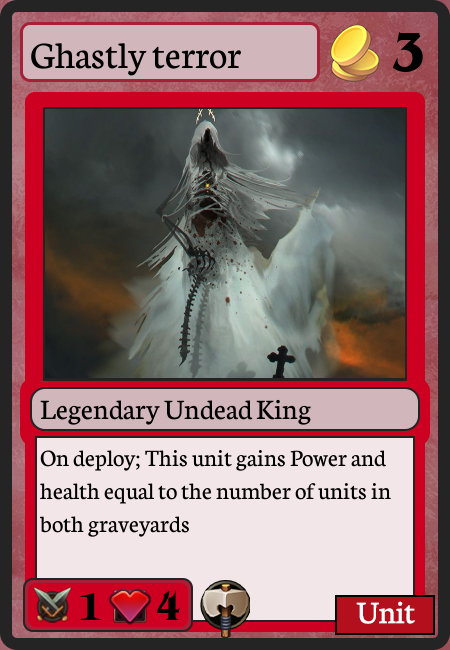 Ghastly terror
3
Legendary Undead King
On deploy; This unit gains Power and
health equal to the number of units in
both graveyards
1 4
Unit